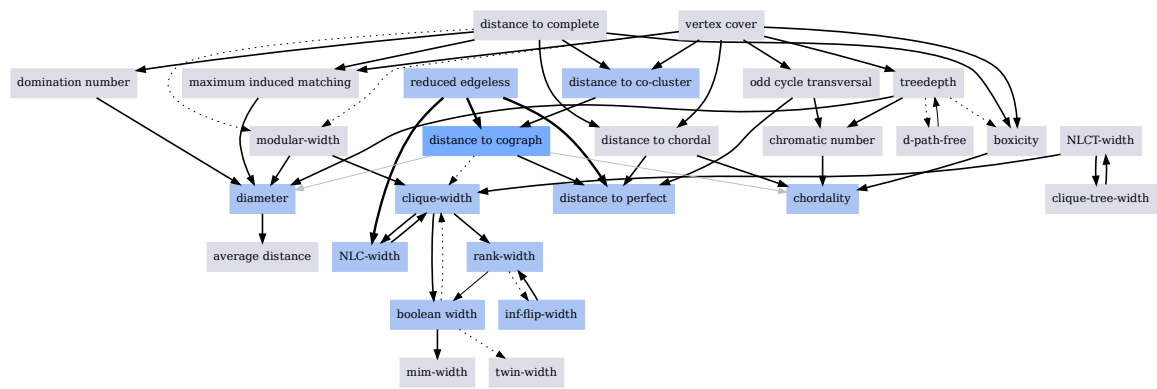 distance to complete
vertex cover
domination number
maximum induced matching
reduced edgeless
distance to co-cluster
odd cycle transversal
treedepth
modular-width
distance to cograph
distance to chordal
chromatic number
d-path-free
boxicity
NLCT-width
diameter
clique-width
distance to perfect
chordality
clique-tree-width
average distance
NLC-width
rank-width
boolean width
inf-flip-width
mim-width
twin-width